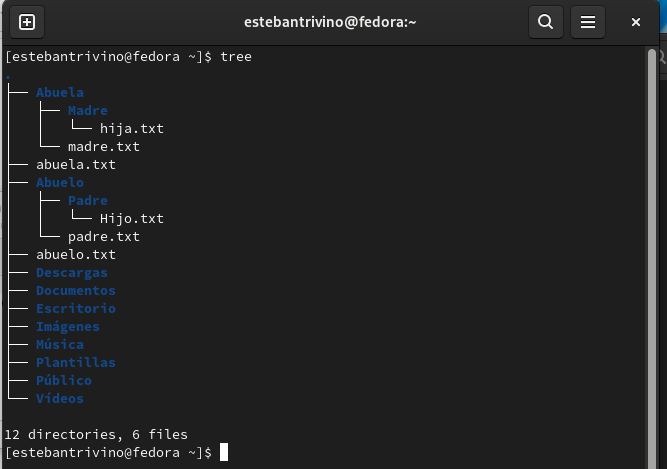 estebantrivino@fedora:~
[estebantrivino@fedora ~]$ tree
.
├── Abuela
│   ├── Madre
│   │   └── hija.txt
│   └── madre.txt
├── abuela.txt
├── Abuelo
│   ├── Padre
│   │   └── Hijo.txt
│   └── padre.txt
├── abuelo.txt
├── Descargas
├── Documentos
├── Escritorio
├── Imágenes
├── Música
├── Plantillas
├── Público
└── Vídeos

12 directories, 6 files
[estebantrivino@fedora ~]$